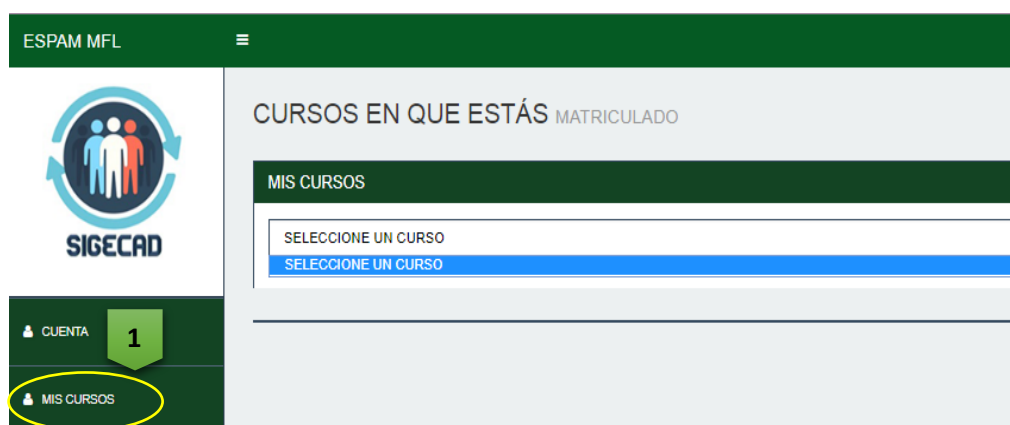 ESPAM MFL
SIGECAD
CUENTA
1
MIS CURSOS
CURSOS EN QUE ESTÁS MATRICULADO
MIS CURSOS
SELECCIONE UN CURSO
SELECCIONE UN CURSO